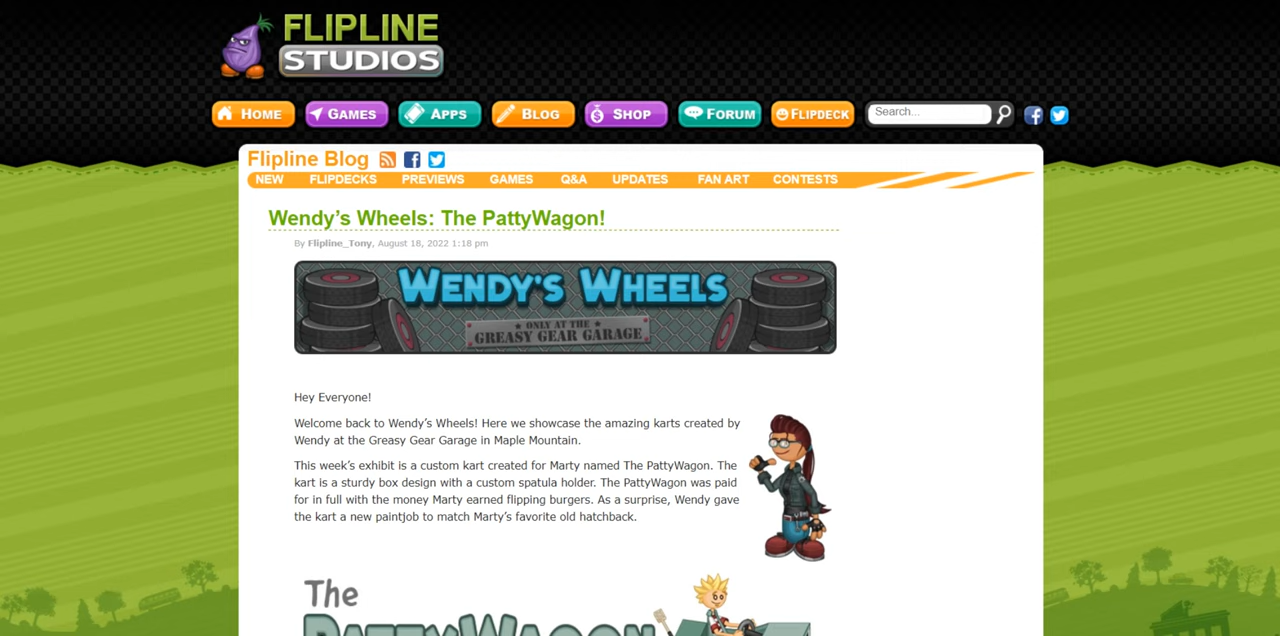 FLIPLINE
STUDIOS
HOME GAMES APPS BLOG SHOP FORUM FLIPDECK Search...
Flipline Blog
NEW FLIPDECKS PREVIEWS GAMES Q&A UPDATES FAN ART CONTESTS
Wendy's Wheels: The PattyWagon!
By Flipline_Tony, August 18, 2022 1:18 pm
WENDY'S WHEELS
ONLY AT THE
GREASY GEAR GARAGE
Hey Everyone!
Welcome back to Wendy's Wheels! Here we showcase the amazing karts created by
Wendy at the Greasy Gear Garage in Maple Mountain.
This week's exhibit is a custom kart created for Marty named The PattyWagon. The
kart is a sturdy box design with a custom spatula holder. The PattyWagon was paid
for in full with the money Marty earned flipping burgers. As a surprise, Wendy gave
the kart a new paintjob to match Marty's favorite old hatchback.
The
PATTYWAGON